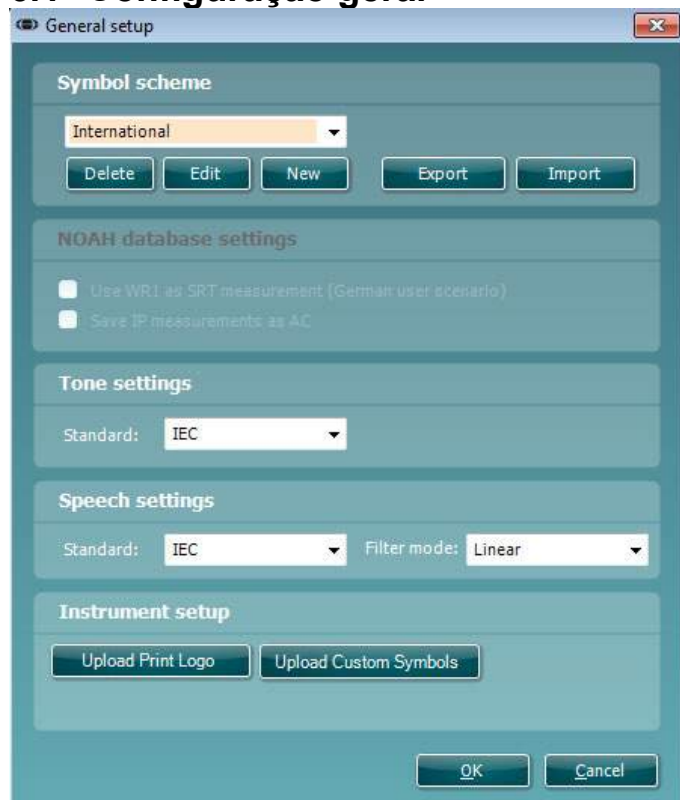 Configuração geral
General setup
Symbol scheme
International
Delete Edit New Export Import
NOAH database settings
Use WR1 as SRT measurement (German user scenario)
Save IP measurements as AC
Tone settings
Standard: IEC
Speech settings
Standard: IEC Filter mode: Linear
Instrument setup
Upload Print Logo Upload Custom Symbols
OK Cancel